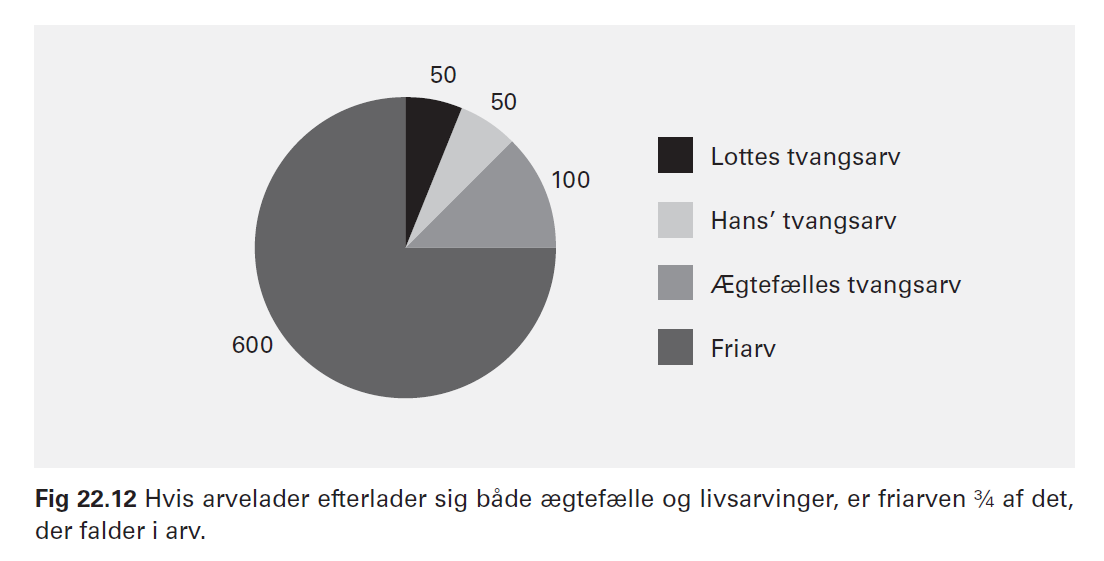 50
50
100
600
Lottes tvangsarv
Hans’ tvangsarv
Ægtefælles tvangsarv
Friarv
Fig 22.12 Hvis arvelader efterlader sig både ægtefælle og livsarvinger, er friarven ¾ af det,
der falder i arv.